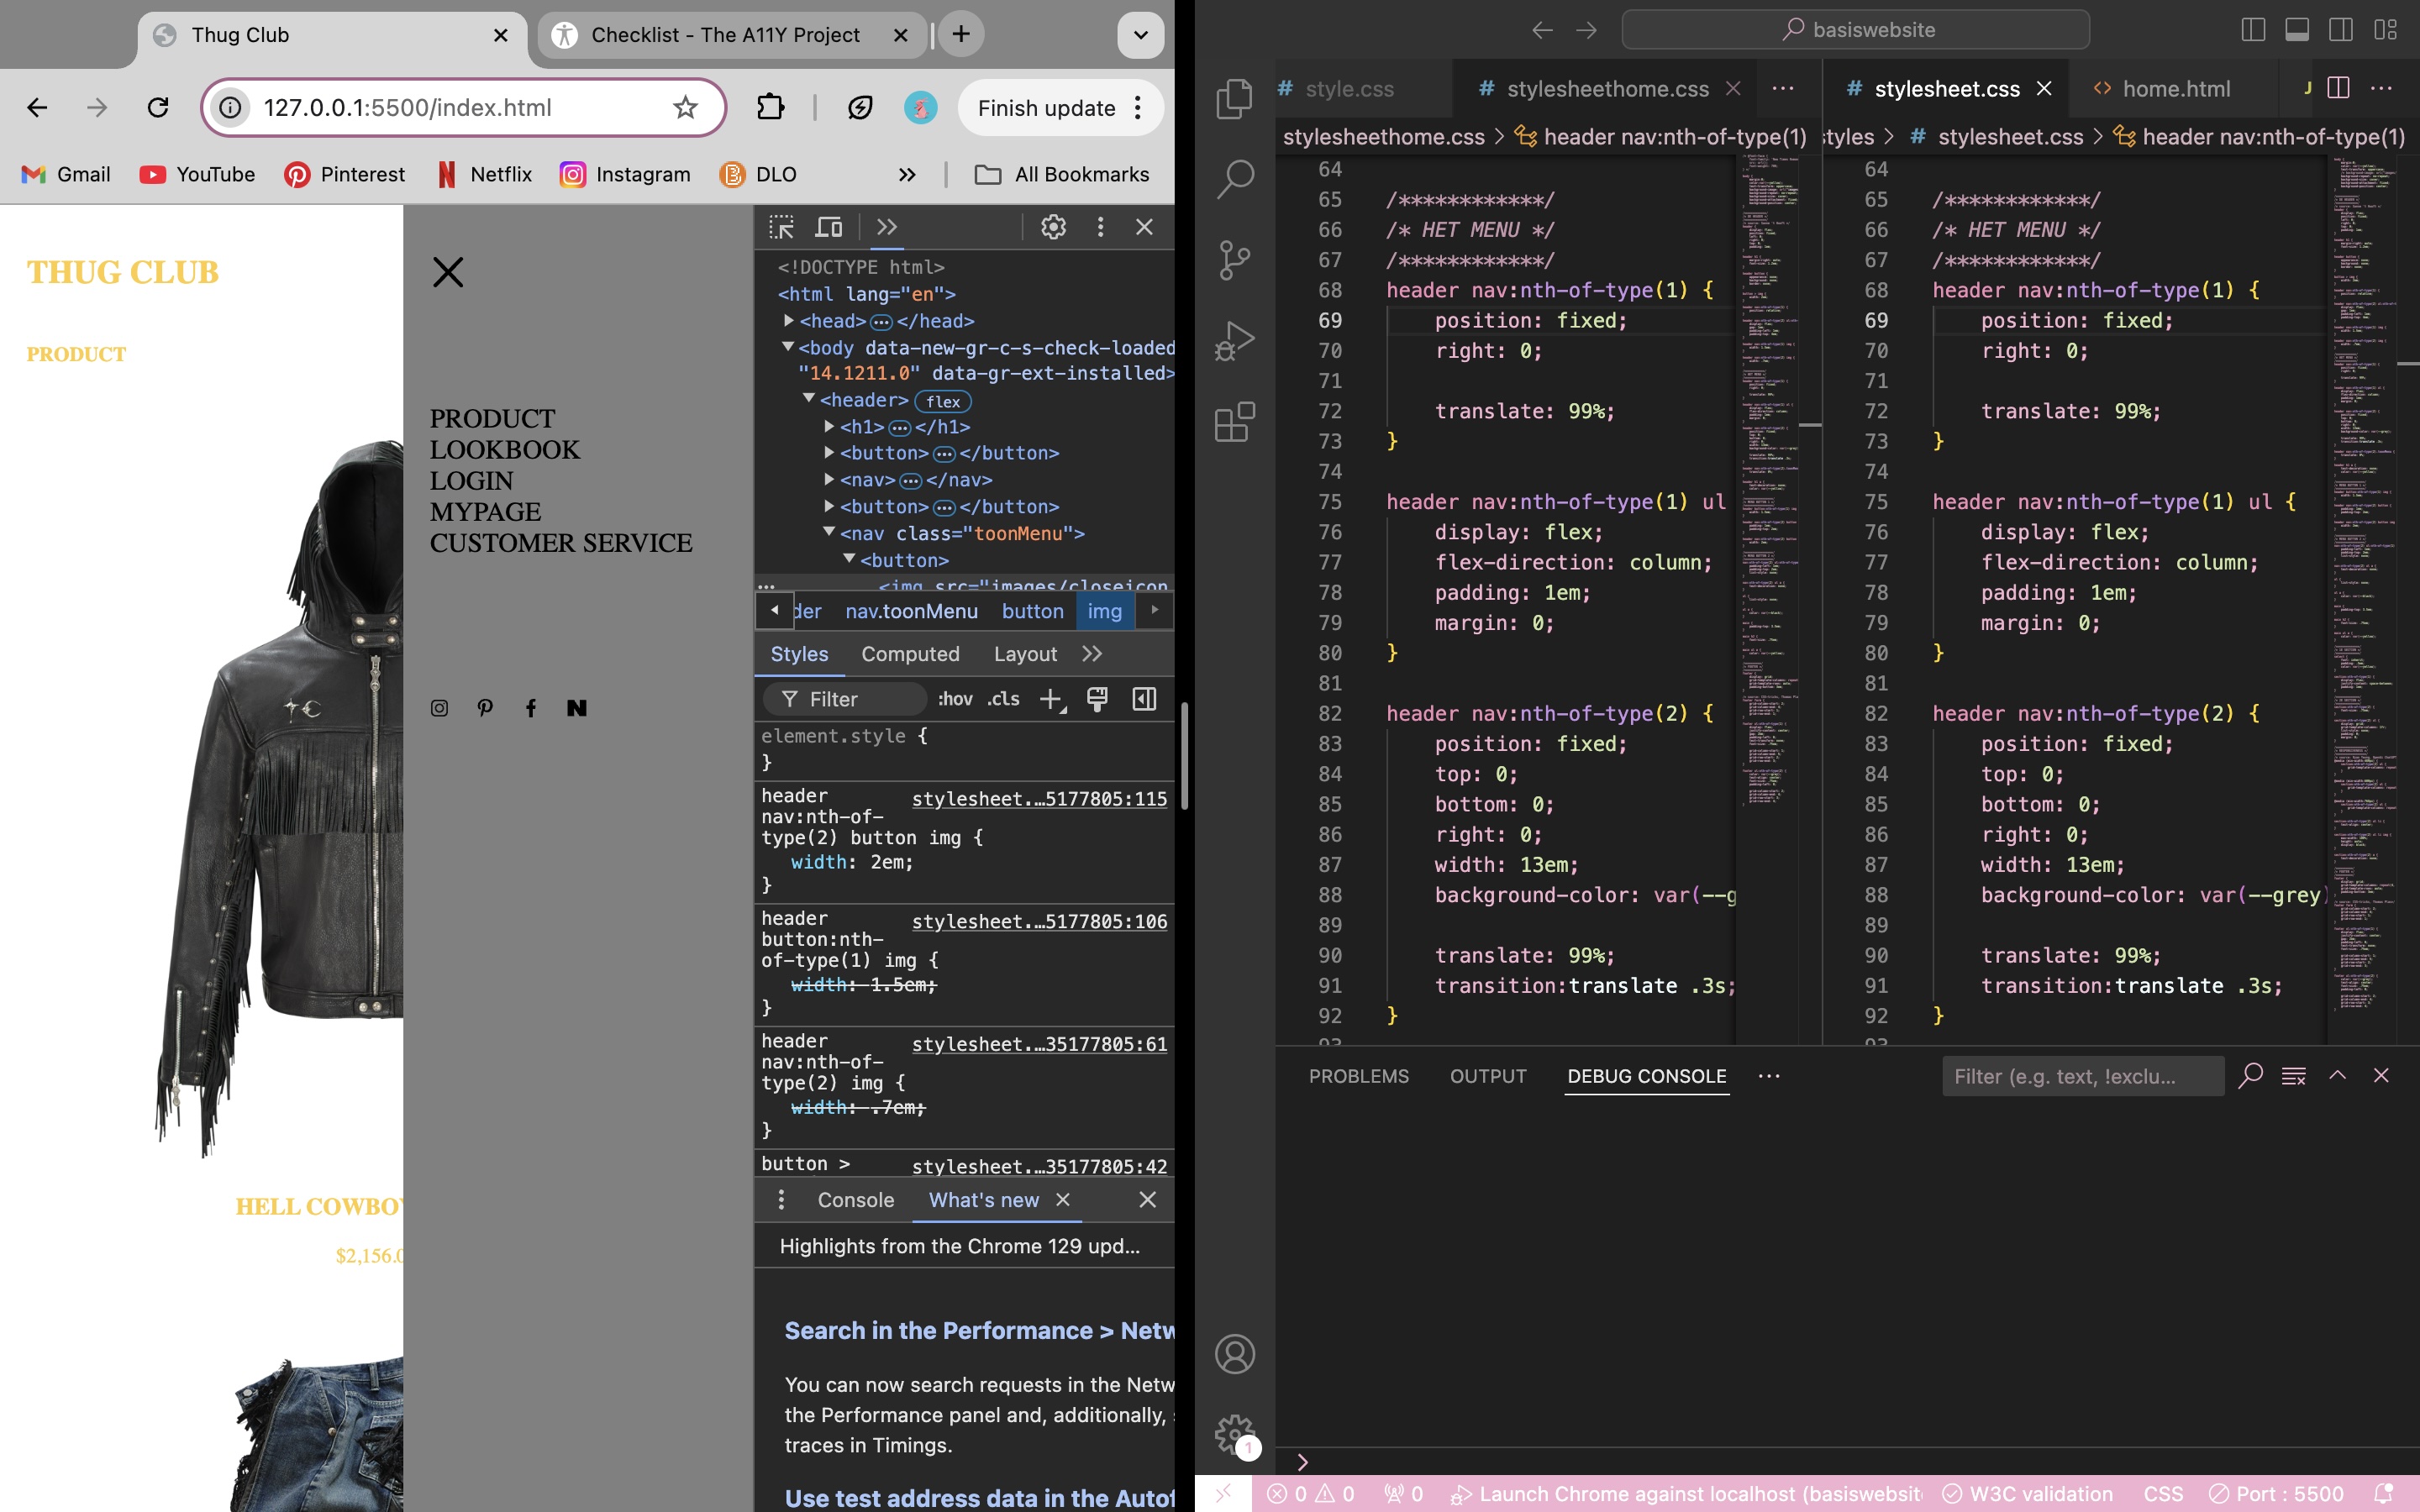 Thug Club
Checklist - The A11Y Project
127.0.0.1:5500/index.html
Finish update
Gmail
YouTube
Pinterest
Netflix
Instagram
DLO
All Bookmarks
THUG CLUB
PRODUCT
HELL COWBOY
$2,156.0
PRODUCT
LOOKBOOK
LOGIN
MYPAGE
CUSTOMER SERVICE
<!DOCTYPE html>
<html lang="en">
<head> … </head>
<body data-new-gr-c-s-check-loaded
"14.1211.0" data-gr-ext-installed>
<header> flex
<h1> … </h1>
<button> … </button>
<nav> … </nav>
<button> … </button>
<nav class="toonMenu">
<button>
<img src="images/closeicon
der nav.toonMenu button img
Styles Computed Layout
Filter :hov .cls
element.style {
}
header nav:nth-of-type(2) button img { stylesheet.…5177805:115
width: 2em;
}
header button:nth-of-type(1) img { stylesheet.…5177805:106
width: 1.5em;
}
header nav:nth-of-type(2) img { stylesheet.…35177805:61
width: .7em;
}
button > stylesheet.…35177805:42
Console What's new
Highlights from the Chrome 129 upd...
Search in the Performance > Netw
You can now search requests in the Netw
the Performance panel and, additionally,
traces in Timings.
Use test address data in the Autof
basiswebsite
# style.css
# stylesheethome.css
stylesheethome.css > header nav:nth-of-type(1)
64
65 /************/
66 /* HET MENU */
67 /************/
68 header nav:nth-of-type(1) {
69 position: fixed;
70 right: 0;
71
72 translate: 99%;
73 }
74
75 header nav:nth-of-type(1) ul
76 display: flex;
77 flex-direction: column;
78 padding: 1em;
79 margin: 0;
80 }
81
82 header nav:nth-of-type(2) {
83 position: fixed;
84 top: 0;
85 bottom: 0;
86 right: 0;
87 width: 13em;
88 background-color: var(--g
89
90 translate: 99%;
91 transition:translate .3s;
92 }
93
# stylesheet.css
<> home.html
styles > # stylesheet.css > header nav:nth-of-type(1)
64
65 /************/
66 /* HET MENU */
67 /************/
68 header nav:nth-of-type(1) {
69 position: fixed;
70 right: 0;
71
72 translate: 99%;
73 }
74
75 header nav:nth-of-type(1) ul {
76 display: flex;
77 flex-direction: column;
78 padding: 1em;
79 margin: 0;
80 }
81
82 header nav:nth-of-type(2) {
83 position: fixed;
84 top: 0;
85 bottom: 0;
86 right: 0;
87 width: 13em;
88 background-color: var(--grey)
89
90 translate: 99%;
91 transition:translate .3s;
92 }
93
PROBLEMS OUTPUT DEBUG CONSOLE
Filter (e.g. text, !exclu...
1
0 0 0 Launch Chrome against localhost (basiswebsit W3C validation CSS Port : 5500